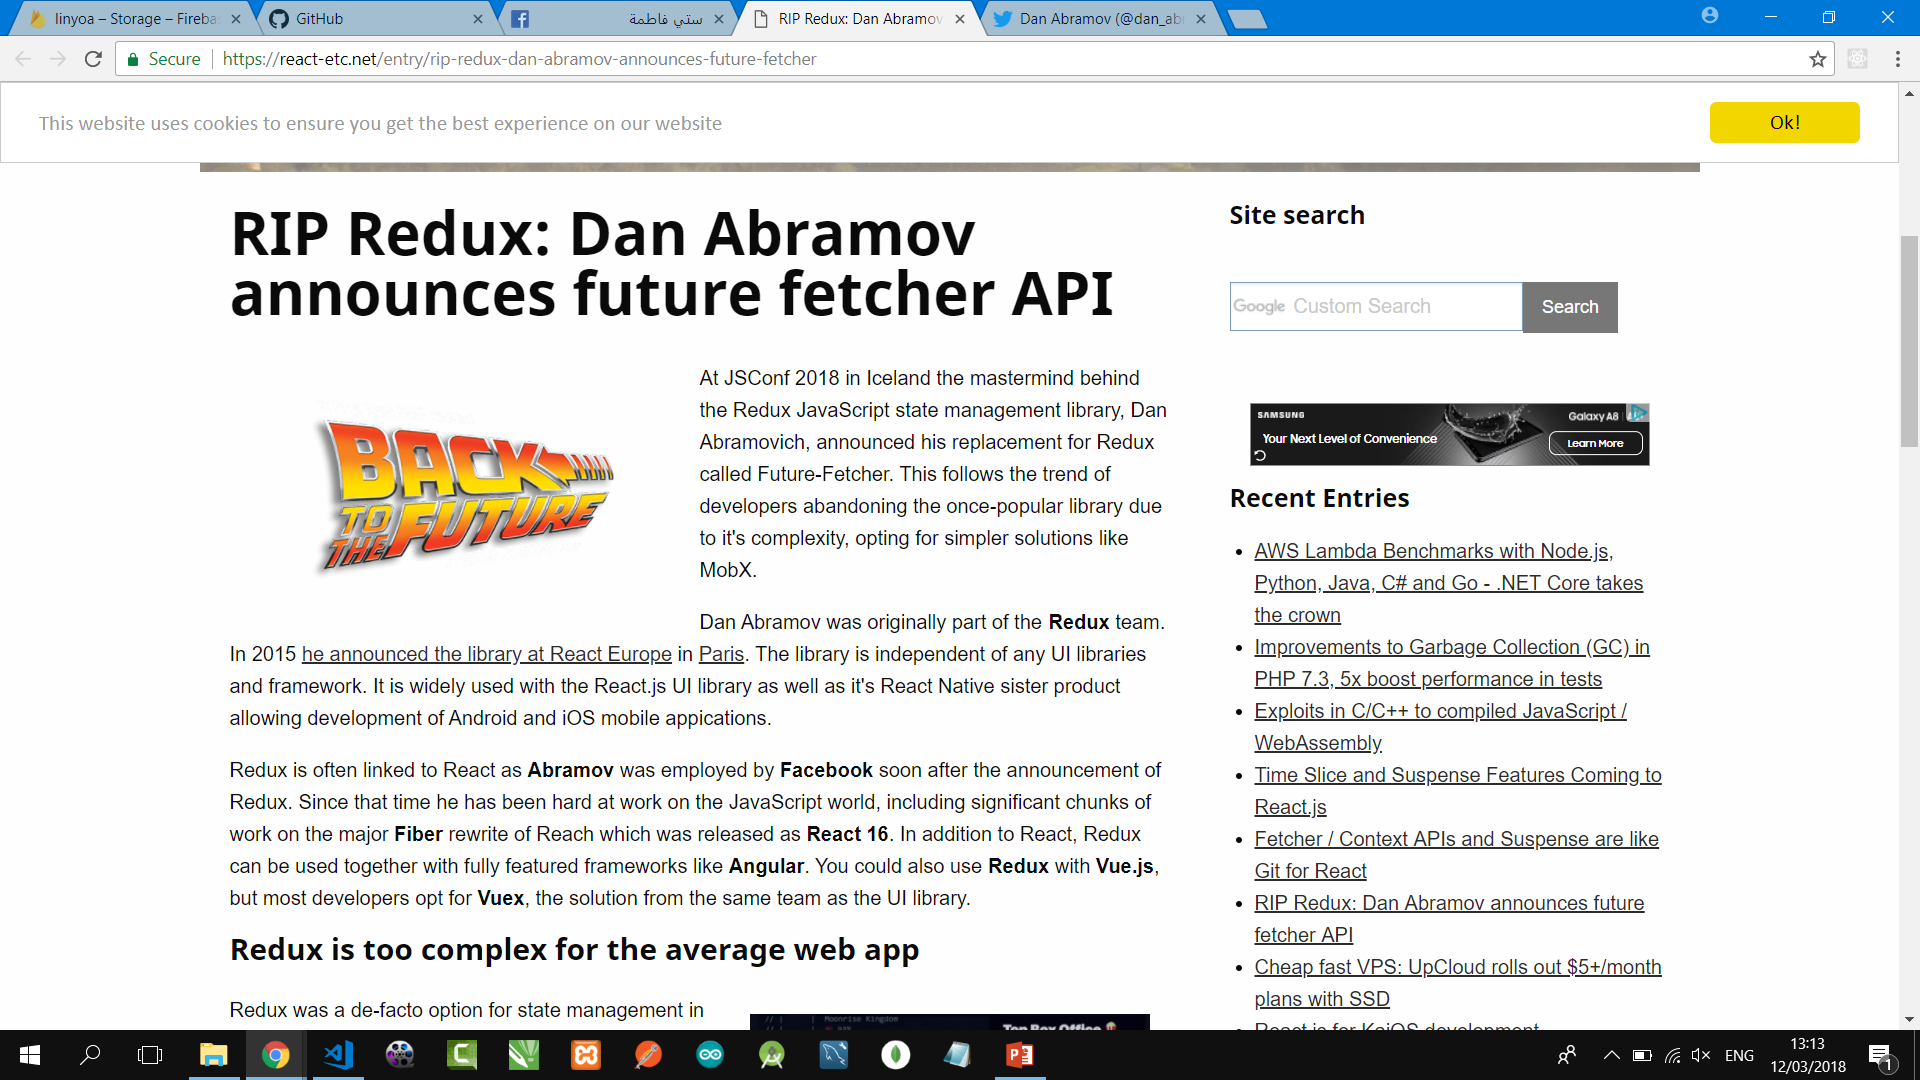 linyoa – Storage – Fireba
GitHub
ستي فاطمة
RIP Redux: Dan Abramov
Dan Abramov (@dan_ab
Secure
https://react-etc.net/entry/rip-redux-dan-abramov-announces-future-fetcher
This website uses cookies to ensure you get the best experience on our website
Ok!
RIP Redux: Dan Abramov
announces future fetcher API
BACK
TO
THE FUTURE
At JSConf 2018 in Iceland the mastermind behind
the Redux JavaScript state management library, Dan
Abramovich, announced his replacement for Redux
called Future-Fetcher. This follows the trend of
developers abandoning the once-popular library due
to it's complexity, opting for simpler solutions like
MobX.
Dan Abramov was originally part of the Redux team.
In 2015 he announced the library at React Europe in Paris. The library is independent of any UI libraries
and framework. It is widely used with the React.js UI library as well as it's React Native sister product
allowing development of Android and iOS mobile appications.
Redux is often linked to React as Abramov was employed by Facebook soon after the announcement of
Redux. Since that time he has been hard at work on the JavaScript world, including significant chunks of
work on the major Fiber rewrite of Reach which was released as React 16. In addition to React, Redux
can be used together with fully featured frameworks like Angular. You could also use Redux with Vue.js,
but most developers opt for Vuex, the solution from the same team as the UI library.
Redux is too complex for the average web app
Redux was a de-facto option for state management in
Moonrise Kingdom
Top Box Office
Site search
Google Custom Search
Search
SAMSUNG
Galaxy A8
Your Next Level of Convenience
Learn More
Recent Entries
AWS Lambda Benchmarks with Node.js,
Python, Java, C# and Go - .NET Core takes
the crown
Improvements to Garbage Collection (GC) in
PHP 7.3, 5x boost performance in tests
Exploits in C/C++ to compiled JavaScript /
WebAssembly
Time Slice and Suspense Features Coming to
React.js
Fetcher / Context APIs and Suspense are like
Git for React
RIP Redux: Dan Abramov announces future
fetcher API
Cheap fast VPS: UpCloud rolls out $5+/month
plans with SSD
React.js for KaiOS development
ENG
13:13
12/03/2018
1